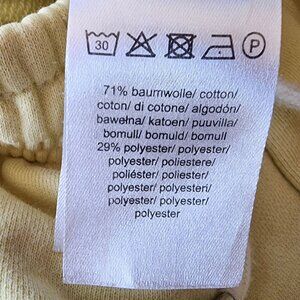 30 P
71% baumwolle/ cotton/
coton/ di cotone/ algodón/
bawełna/ katoen/ puuvilla/
bomull/ bomuld/ bomull
29% polyester/ polyester/
polyester/ poliestere/
poliéster/ poliester/
polyester/ polyesteri/
polyester/ polyester/
polyester